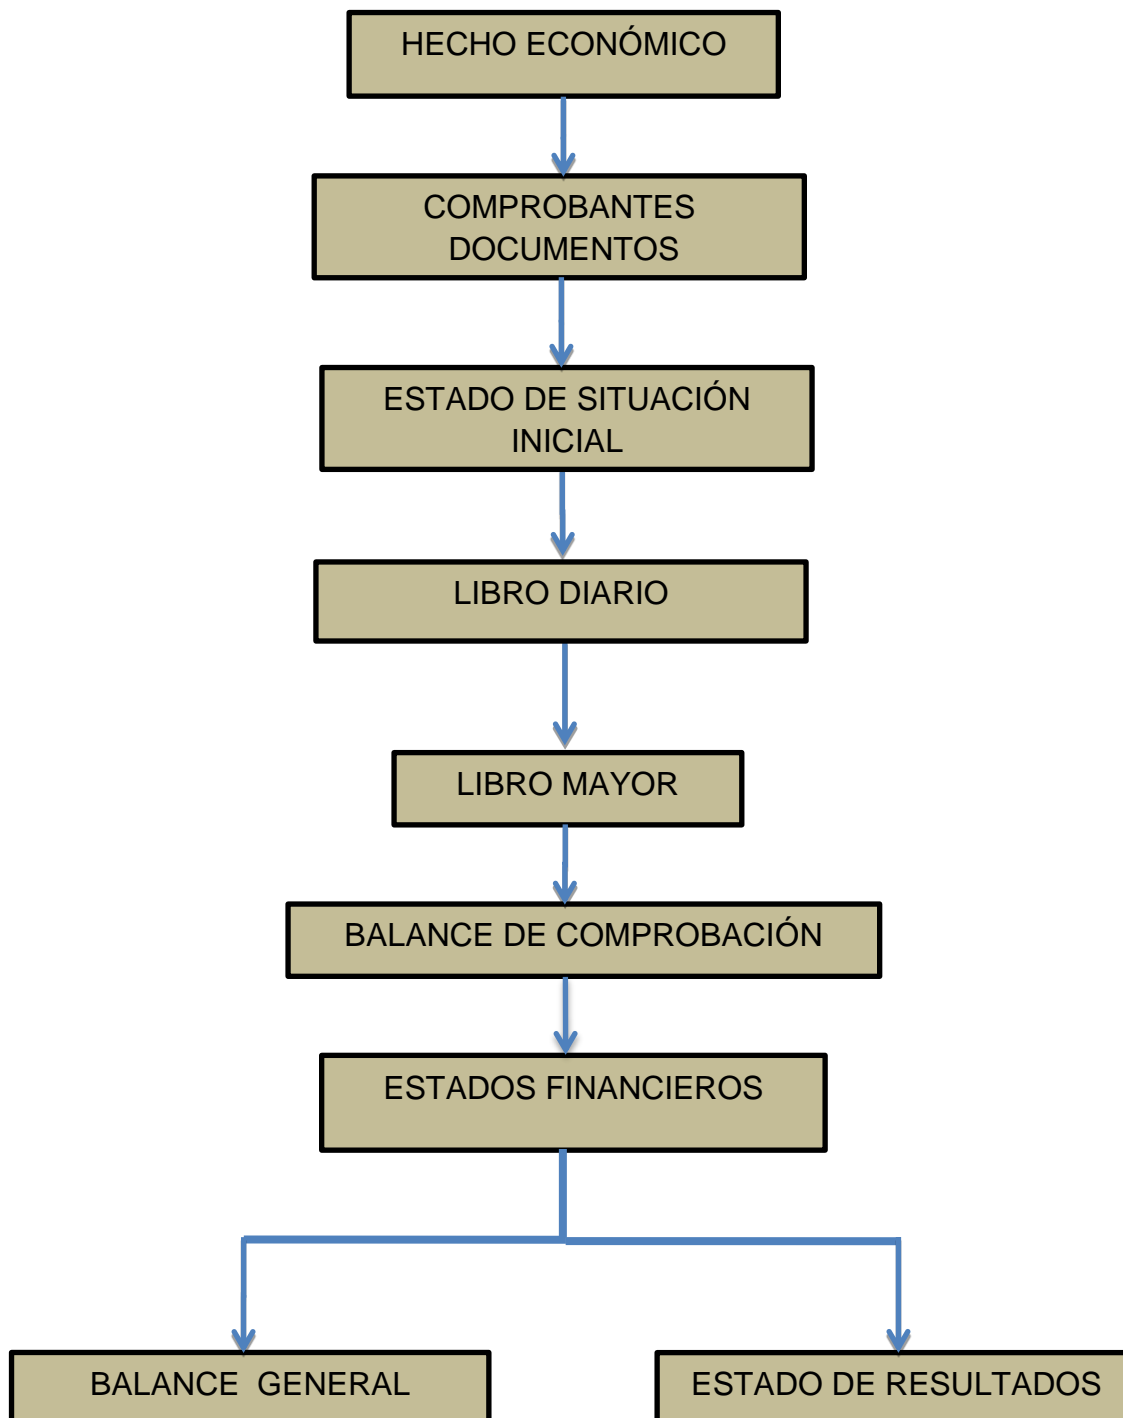 HECHO ECONÓMICO
COMPROBANTES
DOCUMENTOS
ESTADO DE SITUACIÓN
INICIAL
LIBRO DIARIO
LIBRO MAYOR
BALANCE DE COMPROBACIÓN
ESTADOS FINANCIEROS
BALANCE  GENERAL
ESTADO DE RESULTADOS